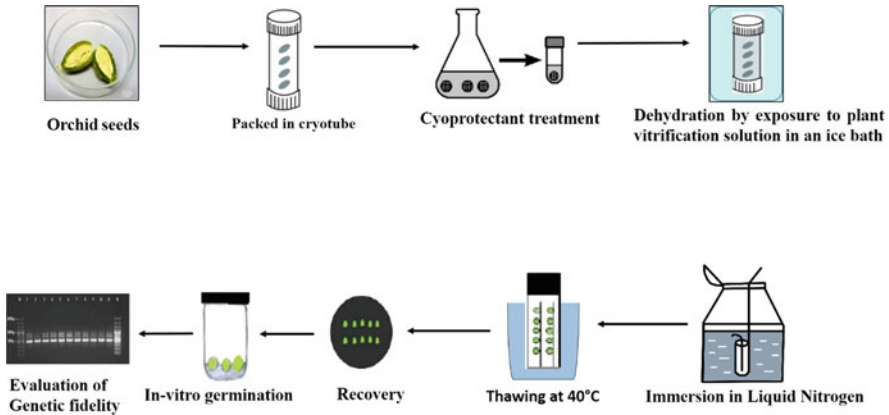 Orchid seeds
Packed in cryotube
Cyoprotectant treatment
Dehydration by exposure to plant
vitrification solution in an ice bath
Evaluation of
Genetic fidelity
In-vitro germination
Recovery
Thawing at 40°C
Immersion in Liquid Nitrogen